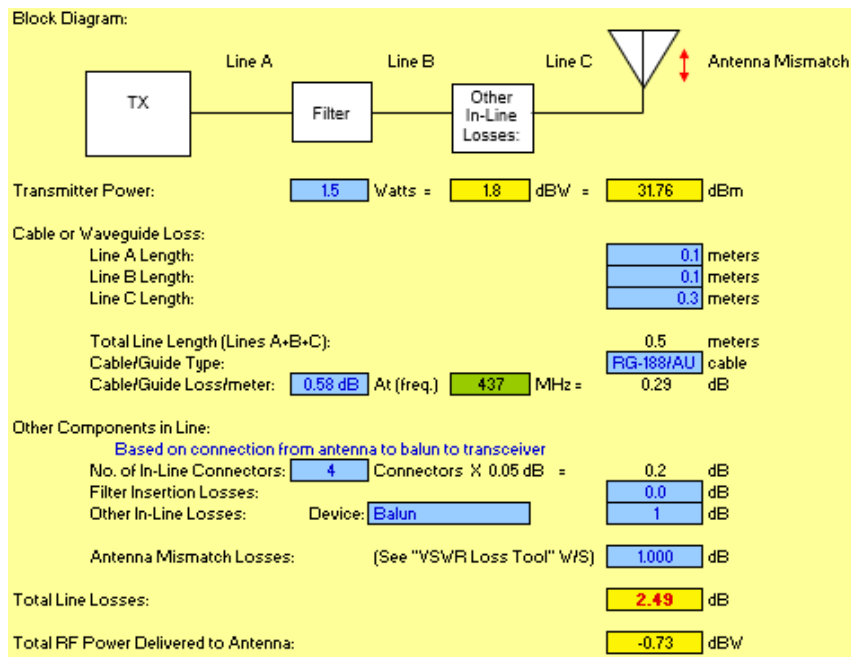 Block Diagram:
Line A Line B Line C Antenna Mismatch
TX
Filter
Other
In-Line
Losses:
Transmitter Power: 1.5 Watts = 1.8 dBW = 31.76 dBm
Cable or Waveguide Loss:
Line A Length: 0.1 meters
Line B Length: 0.1 meters
Line C Length: 0.3 meters
Total Line Length (Lines A+B+C): 0.5 meters
Cable/Guide Type: RG-188/AU cable
Cable/Guide Loss/meter: 0.58 dB At (freq.) 437 MHz = 0.29 dB
Other Components in Line:
Based on connection from antenna to balun to transceiver
No. of In-Line Connectors: 4 Connectors X 0.05 dB = 0.2 dB
Filter Insertion Losses: 0.0 dB
Other In-Line Losses: Device: Balun 1 dB
Antenna Mismatch Losses: (See "VSWR Loss Tool" W/S) 1.000 dB
Total Line Losses: 2.49 dB
Total RF Power Delivered to Antenna: -0.73 dBW